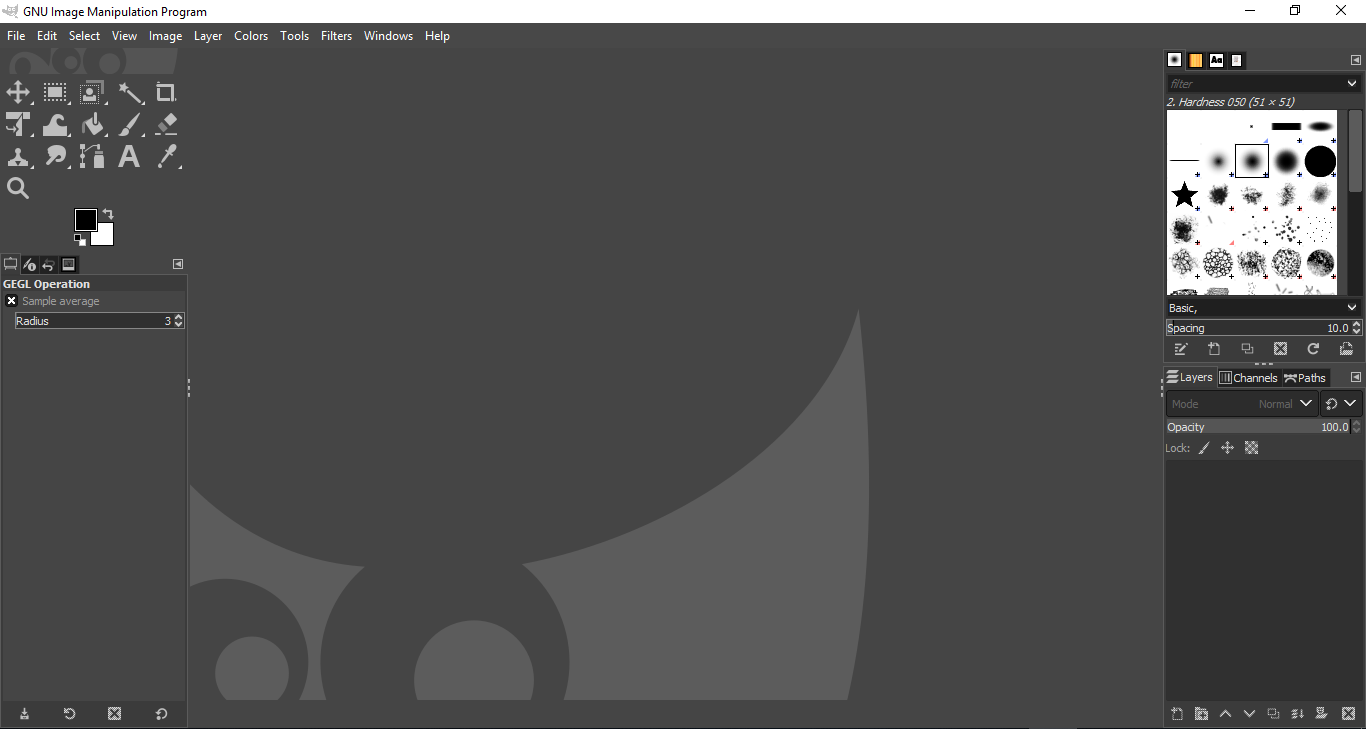 GNU Image Manipulation Program
File Edit Select View Image Layer Colors Tools Filters Windows Help
GEGL Operation
Sample average
Radius 3
filter
2. Hardness 050 (51 × 51)
Basic,
Spacing 10.0
Layers Channels Paths
Mode Normal
Opacity 100.0
Lock: